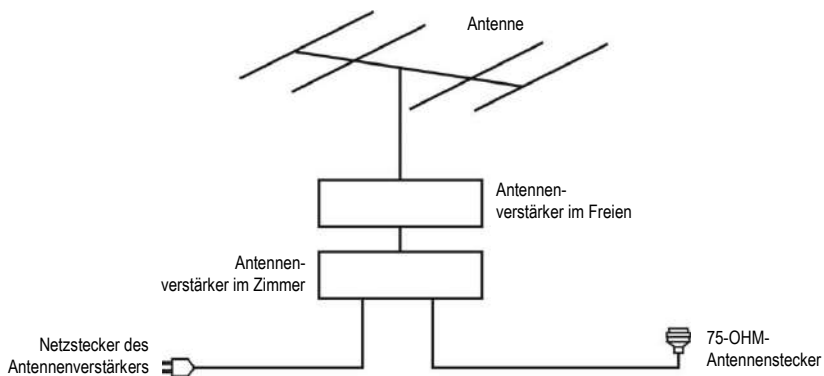 Antenne
Antennen-
verstärker im Freien
Antennen-
verstärker im Zimmer
Netzstecker des
Antennenverstärkers
75-OHM-
Antennenstecker